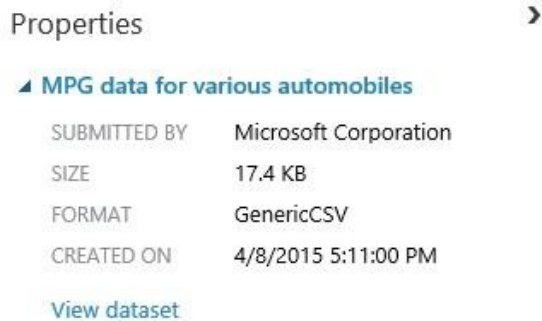 Properties
MPG data for various automobiles
SUBMITTED BY Microsoft Corporation
SIZE 17.4 KB
FORMAT GenericCSV
CREATED ON 4/8/2015 5:11:00 PM
View dataset